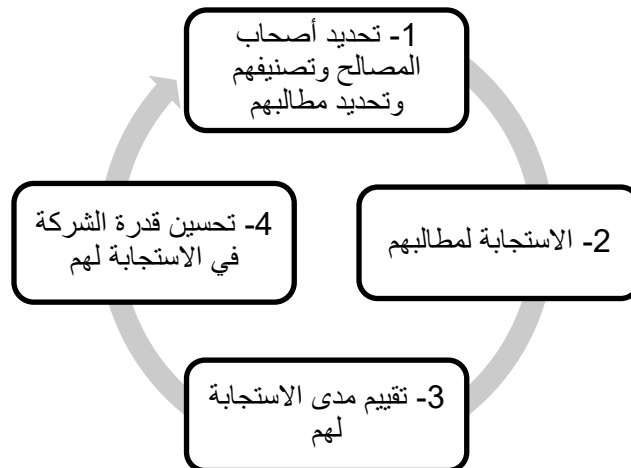 1- تحديد أصحاب
المصالح وتصنيفهم
وتحديد مطالبهم
2- الاستجابة لمطالبهم
3- تقييم مدى الاستجابة
لهم
4- تحسين قدرة الشركة
في الاستجابة لهم